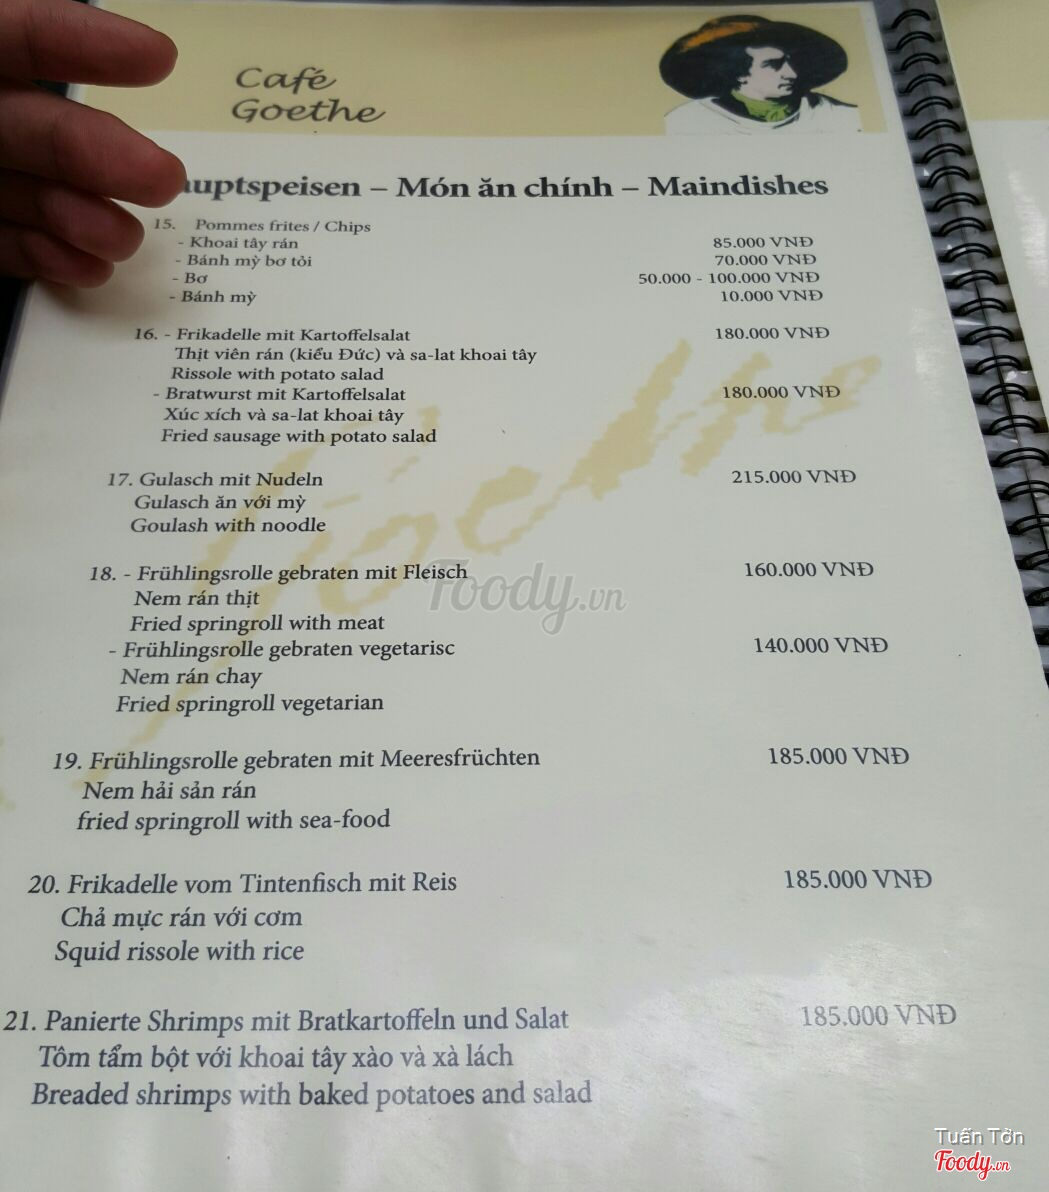 Café
Goethe
auptspeisen – Món ăn chính – Maindishes
15. Pommes frites / Chips
- Khoai tây rán 85.000 VNĐ
- Bánh mỳ bơ tỏi 70.000 VNĐ
- Bơ 50.000 - 100.000 VNĐ
- Bánh mỳ 10.000 VNĐ
16. - Frikadelle mit Kartoffelsalat 180.000 VNĐ
Thịt viên rán (kiểu Đức) và sa-lat khoai tây
Rissole with potato salad
- Bratwurst mit Kartoffelsalat 180.000 VNĐ
Xúc xích và sa-lat khoai tây
Fried sausage with potato salad
17. Gulasch mit Nudeln 215.000 VNĐ
Gulasch ăn với mỳ
Goulash with noodle
18. - Frühlingsrolle gebraten mit Fleisch 160.000 VNĐ
Nem rán thịt
Foody.vn
Fried springroll with meat
- Frühlingsrolle gebraten vegetarisc 140.000 VNĐ
Nem rán chay
Fried springroll vegetarian
19. Frühlingsrolle gebraten mit Meeresfrüchten 185.000 VNĐ
Nem hải sản rán
fried springroll with sea-food
20. Frikadelle vom Tintenfisch mit Reis 185.000 VNĐ
Chả mực rán với cơm
Squid rissole with rice
21. Panierte Shrimps mit Bratkartoffeln und Salat 185.000 VNĐ
Tôm tẩm bột với khoai tây xào và xà lách
Breaded shrimps with baked potatoes and salad
Tuấn Tởn
Foody.vn